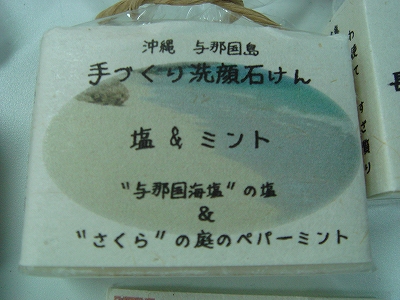 沖縄 与那国島
手づくり洗顔石けん
塩 & ミント
"与那国海塩"の塩
&
"さくら"の庭のペパーミント